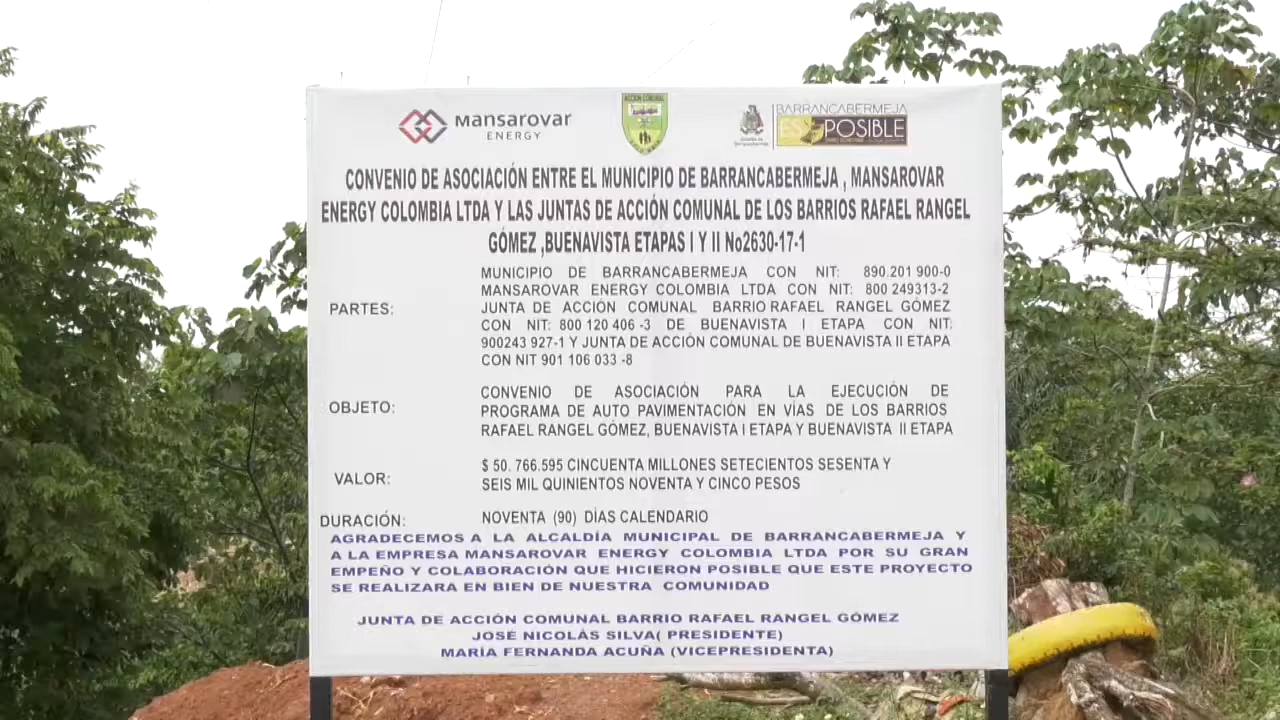 Mansarovar
ENERGY
ACCION COMUNAL
BARRANCABERMEJA
ES POSIBLE
CONVENIO DE ASOCIACIÓN ENTRE EL MUNICIPIO DE BARRANCABERMEJA , MANSAROVAR
ENERGY COLOMBIA LTDA Y LAS JUNTAS DE ACCIÓN COMUNAL DE LOS BARRIOS RAFAEL RANGEL
GÓMEZ ,BUENAVISTA ETAPAS I Y II No2630-17-1
PARTES:
MUNICIPIO DE BARRANCABERMEJA CON NIT: 890.201 900-0
MANSAROVAR ENERGY COLOMBIA LTDA CON NIT: 800 249313-2
JUNTA DE ACCIÓN COMUNAL BARRIO RAFAEL RANGEL GÓMEZ
CON NIT: 800 120 406 -3 DE BUENAVISTA I ETAPA CON NIT:
900243 927-1 Y JUNTA DE ACCIÓN COMUNAL DE BUENAVISTA II ETAPA
CON NIT 901 106 033 -8
OBJETO:
CONVENIO DE ASOCIACIÓN PARA LA EJECUCIÓN DE
PROGRAMA DE AUTO PAVIMENTACIÓN EN VÍAS DE LOS BARRIOS
RAFAEL RANGEL GÓMEZ, BUENAVISTA I ETAPA Y BUENAVISTA II ETAPA
VALOR:
$ 50. 766.595 CINCUENTA MILLONES SETECIENTOS SESENTA Y
SEIS MIL QUINIENTOS NOVENTA Y CINCO PESOS
DURACIÓN:
NOVENTA (90) DÍAS CALENDARIO
AGRADECEMOS A LA ALCALDÍA MUNICIPAL DE BARRANCABERMEJA Y
A LA EMPRESA MANSAROVAR ENERGY COLOMBIA LTDA POR SU GRAN
EMPEÑO Y COLABORACIÓN QUE HICIERON POSIBLE QUE ESTE PROYECTO
SE REALIZARA EN BIEN DE NUESTRA COMUNIDAD
JUNTA DE ACCIÓN COMUNAL BARRIO RAFAEL RANGEL GÓMEZ
JOSÉ NICOLÁS SILVA( PRESIDENTE)
MARÍA FERNANDA ACUÑA (VICEPRESIDENTA)